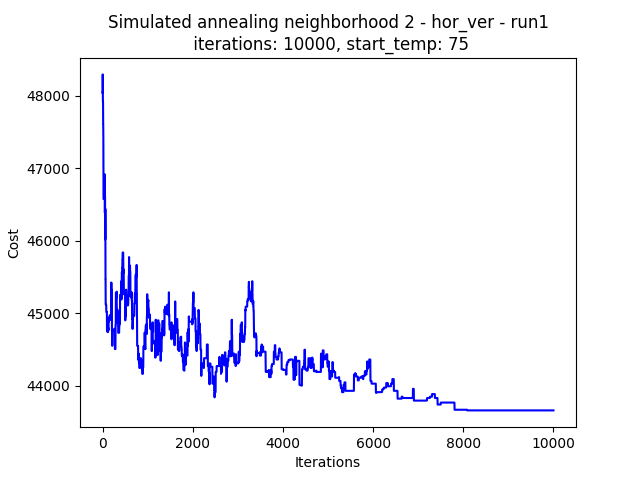 Simulated annealing neighborhood 2 - hor_ver - run1
iterations: 10000, start_temp: 75
48000
47000
46000
45000
44000
Cost
0
2000
4000
6000
8000
10000
Iterations